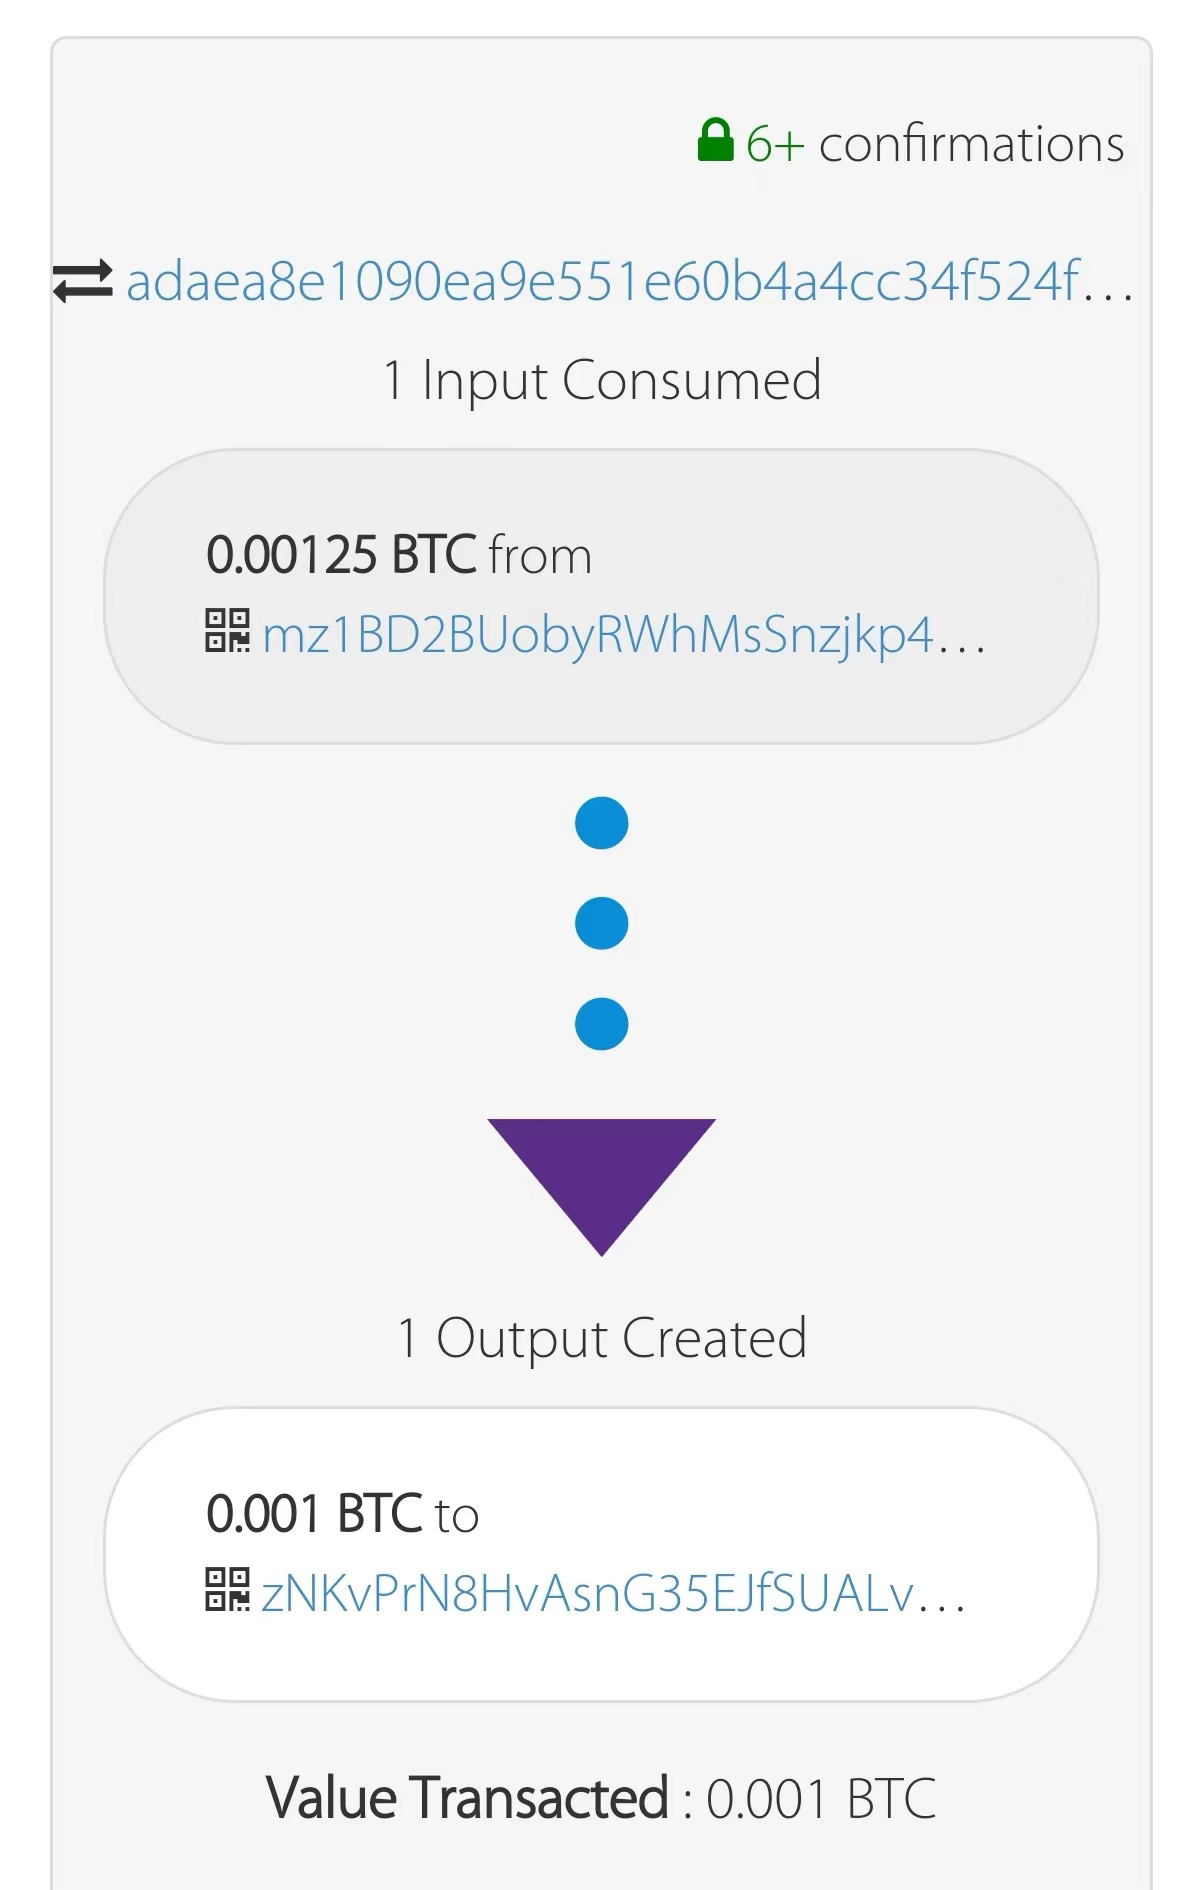 6+ confirmations
adaea8e1090ea9e551e60b4a4cc34f524f...
1 Input Consumed
0.00125 BTC from
mz1BD2BUobyRWhMsSnzjkp4...
1 Output Created
0.001 BTC to
zNKvPrN8HvAsnG35EJfSUALv...
Value Transacted : 0.001 BTC